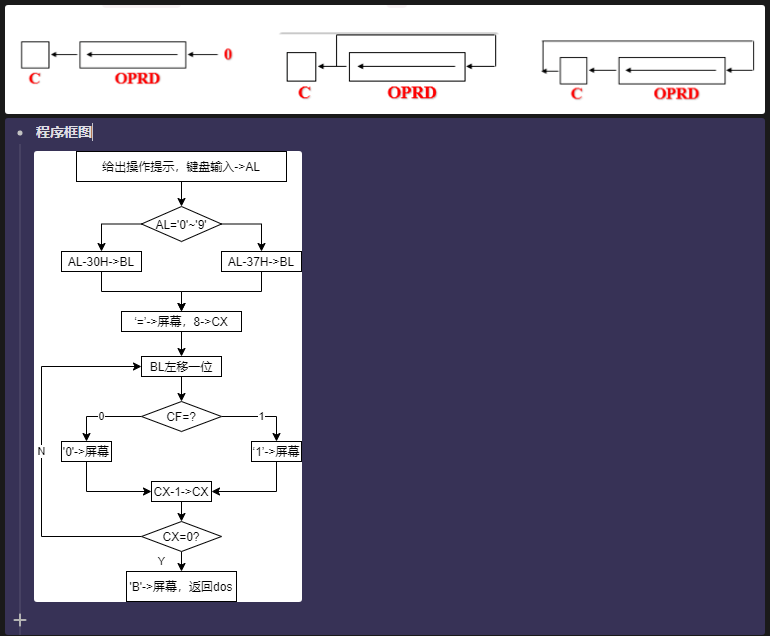 0
C
OPRD
C
OPRD
C
OPRD
程序框图
给出操作提示，键盘输入->AL
AL='0'~'9'
AL-30H->BL
AL-37H->BL
'='->屏幕，8->CX
BL左移一位
CF=?
0
1
'0'->屏幕
‘1’->屏幕
N
CX-1->CX
CX=0?
Y
'B'->屏幕，返回dos